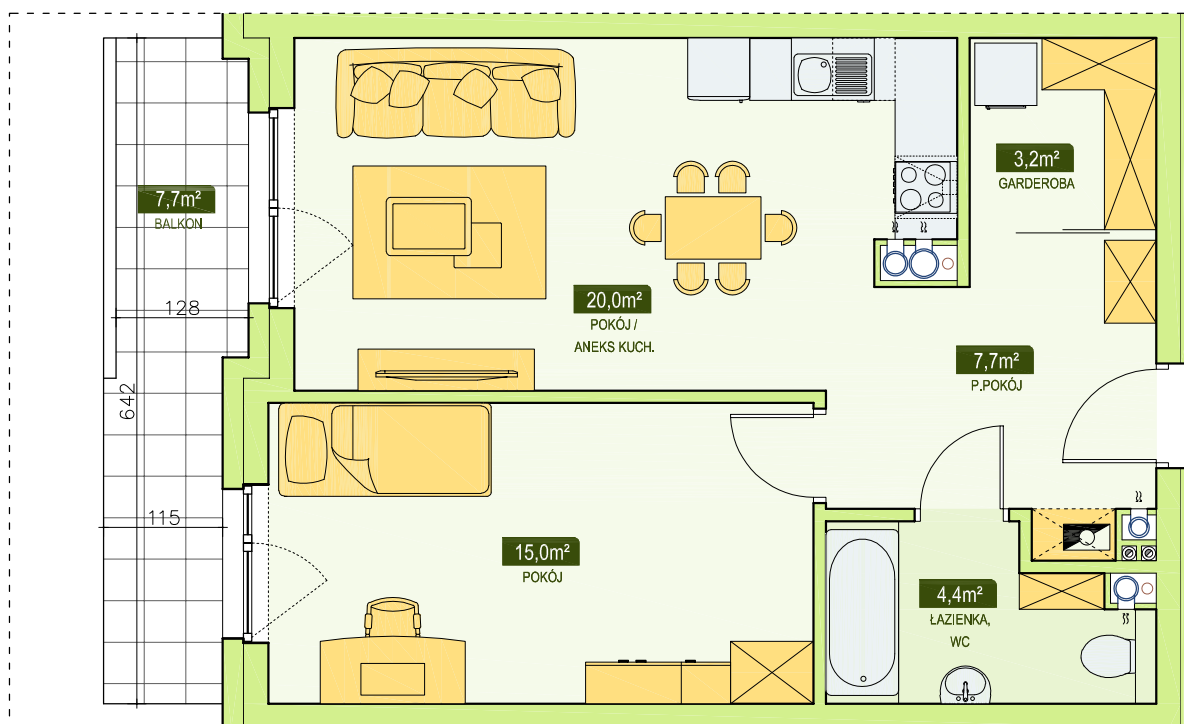 3,2m²
GARDEROBA
7,7m²
BALKON
128
20,0m²
POKÓJ /
ANEKS KUCH.
7,7m²
P.POKÓJ
642
115
15,0m²
POKÓJ
4,4m²
ŁAZIENKA,
WC